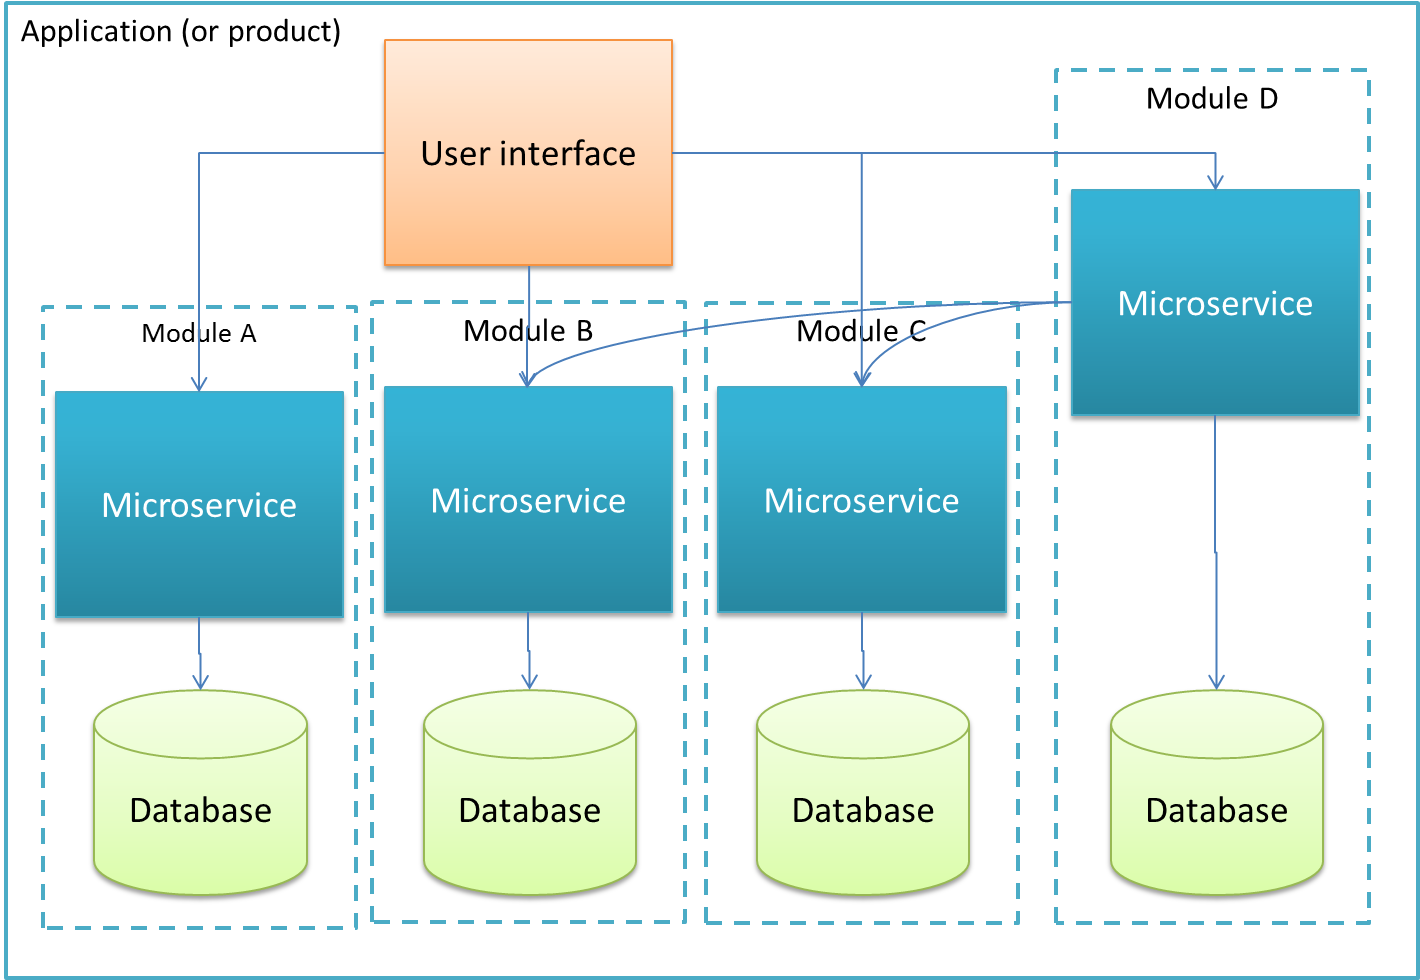 Application (or product)
User interface
Module D
Microservice
Module A
Module B
Module C
Microservice
Microservice
Microservice
Database
Database
Database
Database